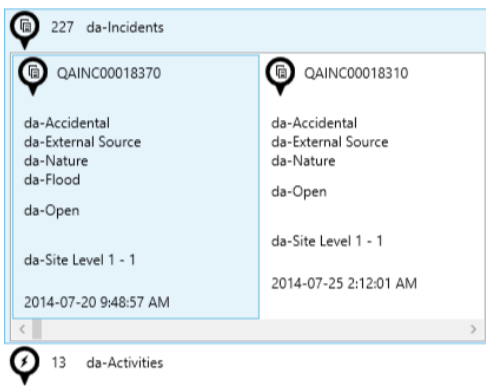 227 da-Incidents
QAINC00018370
da-Accidental
da-External Source
da-Nature
da-Flood
da-Open
da-Site Level 1 - 1
2014-07-20 9:48:57 AM
QAINC00018310
da-Accidental
da-External Source
da-Nature
da-Open
da-Site Level 1 - 1
2014-07-25 2:12:01 AM
13 da-Activities